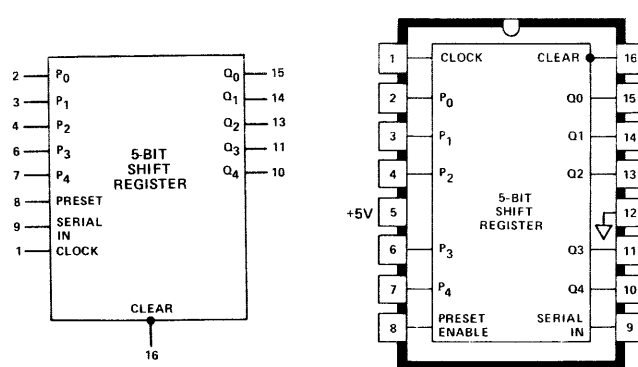 2 P0 Q0 15
3 P1 Q1 14
4 P2 Q2 13
6 P3 Q3 11
7 P4 Q4 10
5-BIT
SHIFT
REGISTER
8 PRESET
9 SERIAL
IN
1 CLOCK
CLEAR
16
1 CLOCK CLEAR 16
2 P0 Q0 15
3 P1 Q1 14
4 P2 Q2 13
+5V 5 12
5-BIT
SHIFT
REGISTER
6 P3 Q3 11
7 P4 Q4 10
8 PRESET
ENABLE
SERIAL
IN 9